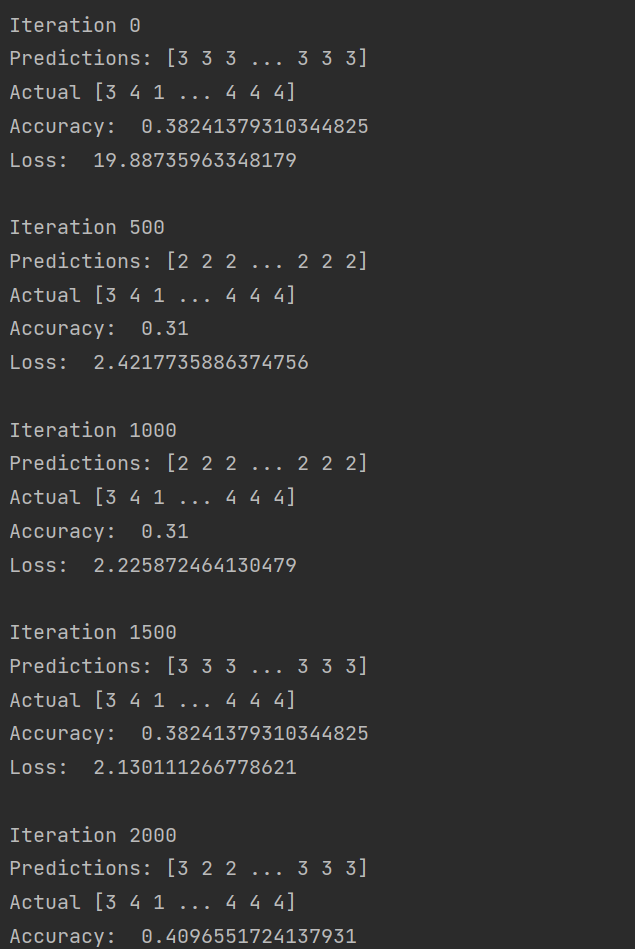 Iteration 0
Predictions: [3 3 3 ... 3 3 3]
Actual [3 4 1 ... 4 4 4]
Accuracy:  0.38241379310344825
Loss:  19.88735963348179
Iteration 500
Predictions: [2 2 2 ... 2 2 2]
Actual [3 4 1 ... 4 4 4]
Accuracy:  0.31
Loss:  2.4217735886374756
Iteration 1000
Predictions: [2 2 2 ... 2 2 2]
Actual [3 4 1 ... 4 4 4]
Accuracy:  0.31
Loss:  2.225872464130479
Iteration 1500
Predictions: [3 3 3 ... 3 3 3]
Actual [3 4 1 ... 4 4 4]
Accuracy:  0.38241379310344825
Loss:  2.130111266778621
Iteration 2000
Predictions: [3 2 2 ... 3 3 3]
Actual [3 4 1 ... 4 4 4]
Accuracy:  0.4096551724137931